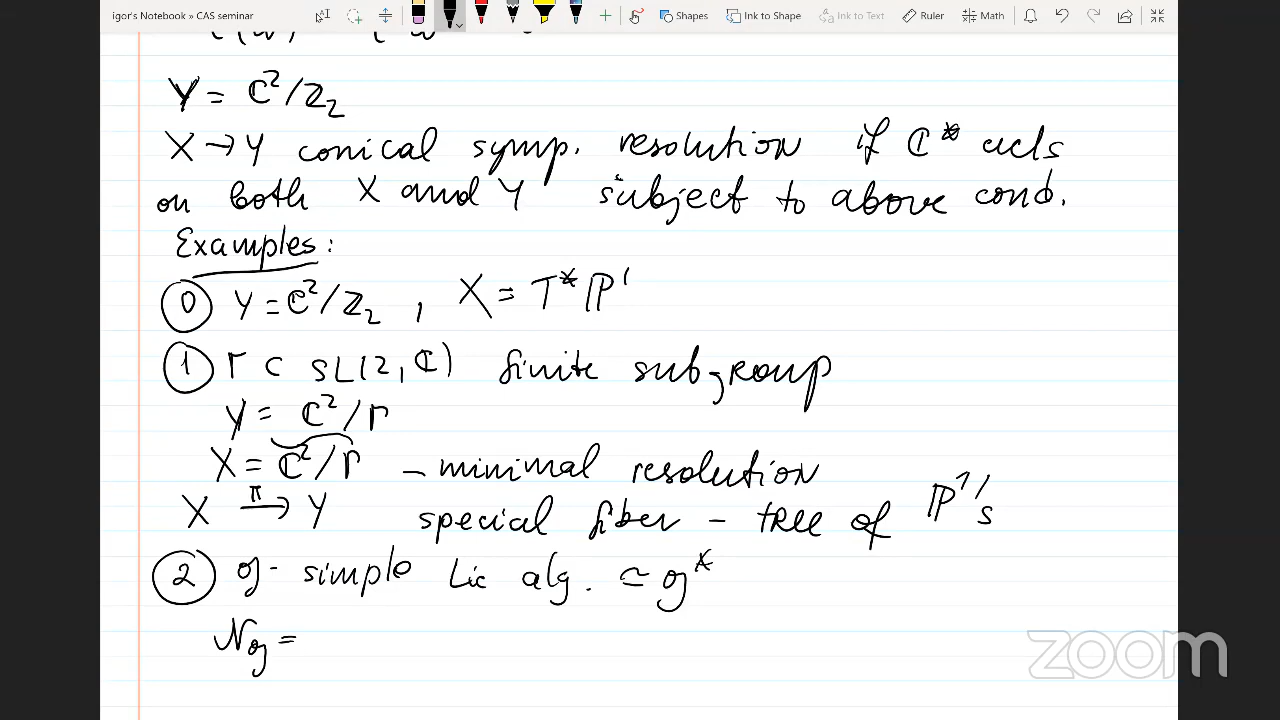 igor's Notebook » CAS seminar
Shapes Ink to Shape Ink to Text Ruler Math
Y = ℂ²/ℤ₂
X → Y conical symp. resolution if ℂ* acts
on both X and Y subject to above cond.
Examples:
⓪ Y = ℂ²/ℤ₂ , X = T*ℙ¹
① Γ ⊂ SL(2, ℂ) finite subgroup
Y = ℂ²/Γ
X = ℂ̃²/Γ – minimal resolution
X →^π Y special fiber – tree of ℙ¹'s
② 𝔤 - simple Lie alg. ≃ 𝔤*
𝒩_𝔤 =
zoom